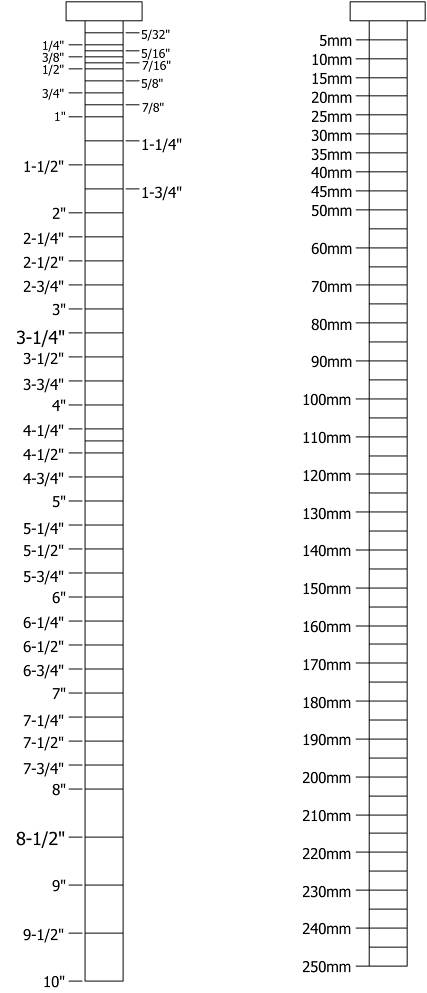 5/32"
1/4"
5/16"
3/8"
7/16"
1/2"
5/8"
3/4"
7/8"
1"
1-1/4"
1-1/2"
1-3/4"
2"
2-1/4"
2-1/2"
2-3/4"
3"
3-1/4"
3-1/2"
3-3/4"
4"
4-1/4"
4-1/2"
4-3/4"
5"
5-1/4"
5-1/2"
5-3/4"
6"
6-1/4"
6-1/2"
6-3/4"
7"
7-1/4"
7-1/2"
7-3/4"
8"
8-1/2"
9"
9-1/2"
10"
5mm
10mm
15mm
20mm
25mm
30mm
35mm
40mm
45mm
50mm
60mm
70mm
80mm
90mm
100mm
110mm
120mm
130mm
140mm
150mm
160mm
170mm
180mm
190mm
200mm
210mm
220mm
230mm
240mm
250mm